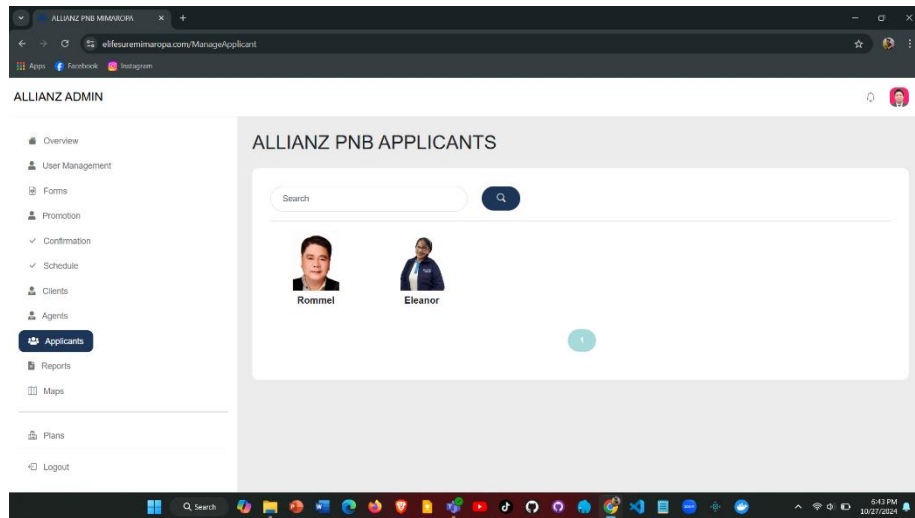 ALLIANZ PNB MIMAROPA
elifesuremimaropa.com/ManageApplicant
Apps Facebook Instagram
ALLIANZ ADMIN
Overview
User Management
Forms
Promotion
Confirmation
Schedule
Clients
Agents
Applicants
Reports
Maps
Plans
Logout
ALLIANZ PNB APPLICANTS
Search
Rommel Eleanor
1
Search
6:43 PM
10/27/2024